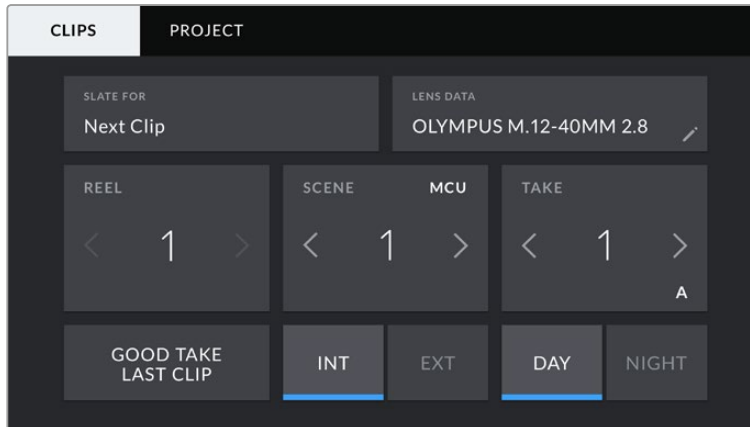 CLIPS
PROJECT
SLATE FOR
Next Clip
LENS DATA
OLYMPUS M.12-40MM 2.8
REEL
1
SCENE
MCU
1
TAKE
1
A
GOOD TAKE
LAST CLIP
INT
EXT
DAY
NIGHT